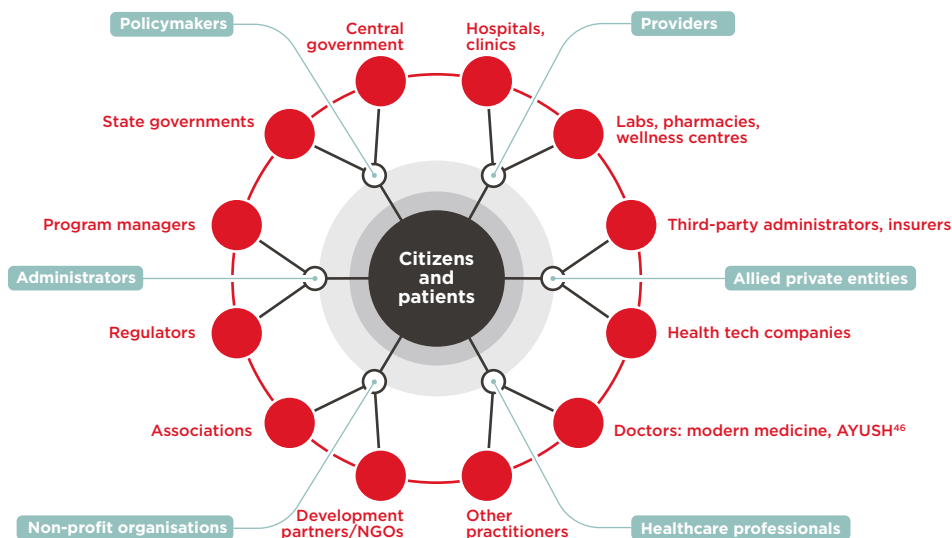 Policymakers
Central
government
Hospitals,
clinics
Providers
State governments
Labs, pharmacies,
wellness centres
Program managers
Third-party administrators, insurers
Administrators
Citizens
and
patients
Allied private entities
Regulators
Health tech companies
Associations
Doctors: modern medicine, AYUSH⁴⁶
Non-profit organisations
Development
partners/NGOs
Other
practitioners
Healthcare professionals